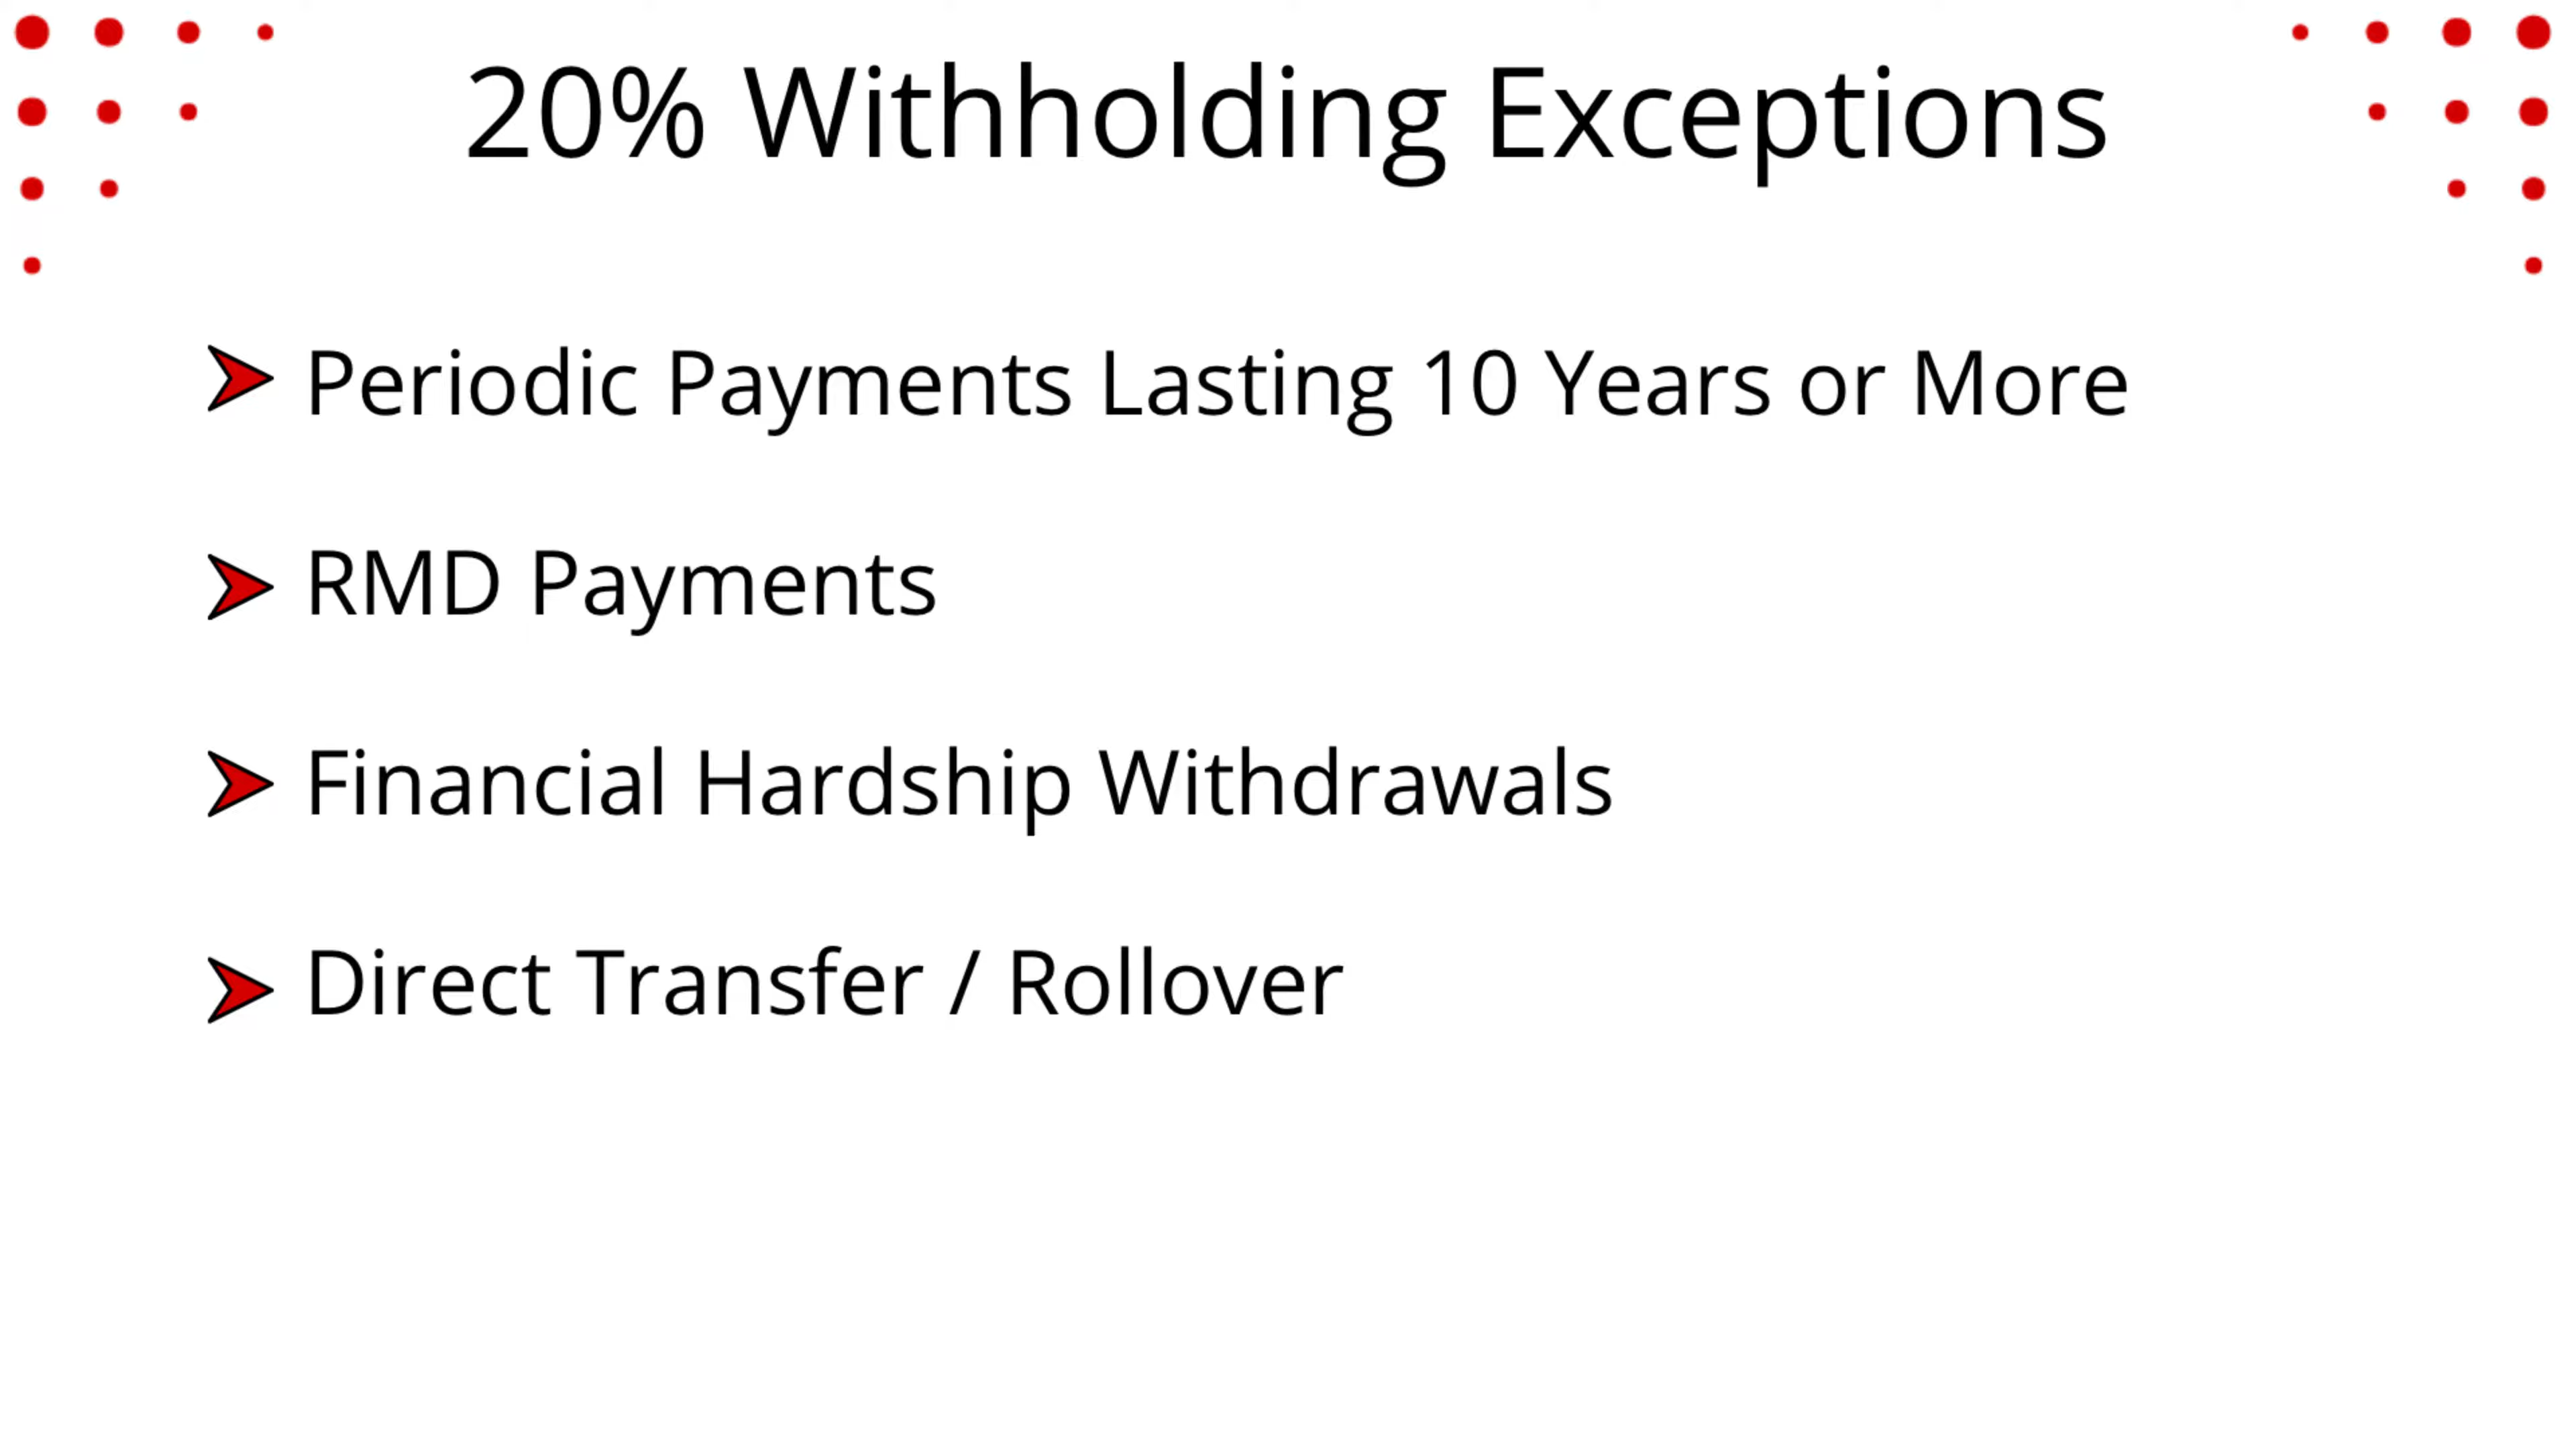 20% Withholding Exceptions
Periodic Payments Lasting 10 Years or More
RMD Payments
Financial Hardship Withdrawals
Direct Transfer / Rollover